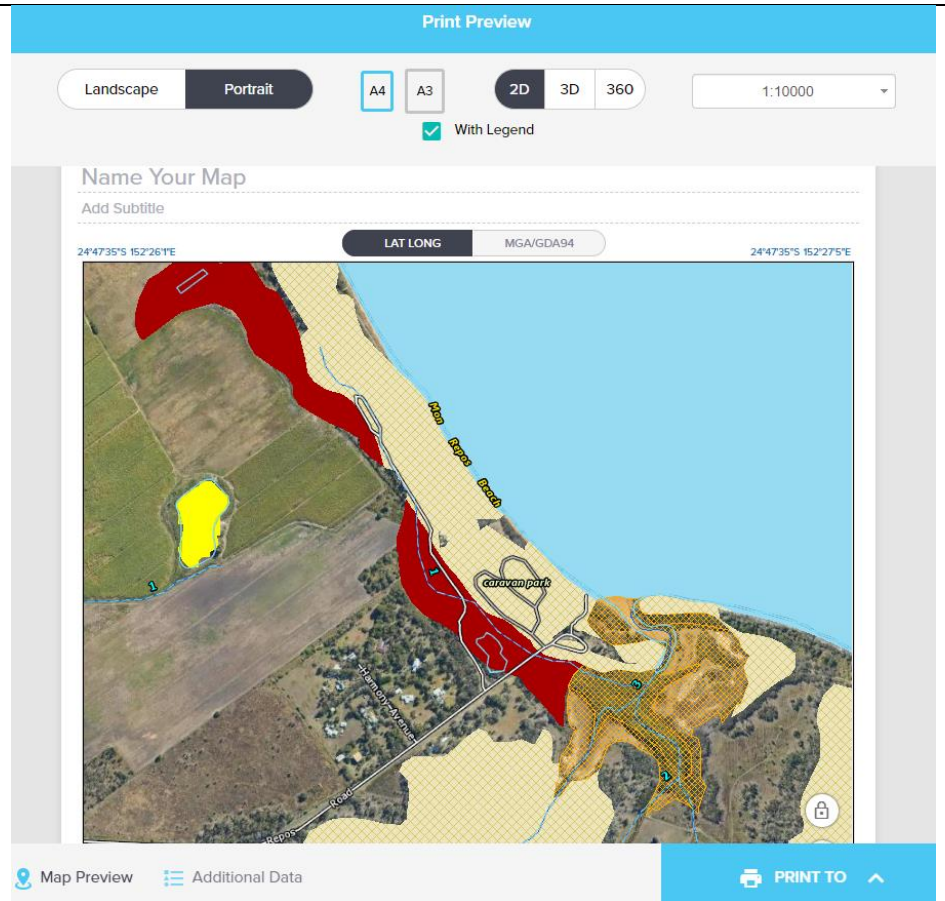 Print Preview
Landscape Portrait A4 A3 2D 3D 360 1:10000
With Legend
Name Your Map
Add Subtitle
24°47'35"S 152°26'1"E LAT LONG MGA/GDA94 24°47'35"S 152°27'5"E
Mon Repos Beach
1
1
caravan park
Harmony Avenue
3
2
Repos Road
Map Preview Additional Data PRINT TO